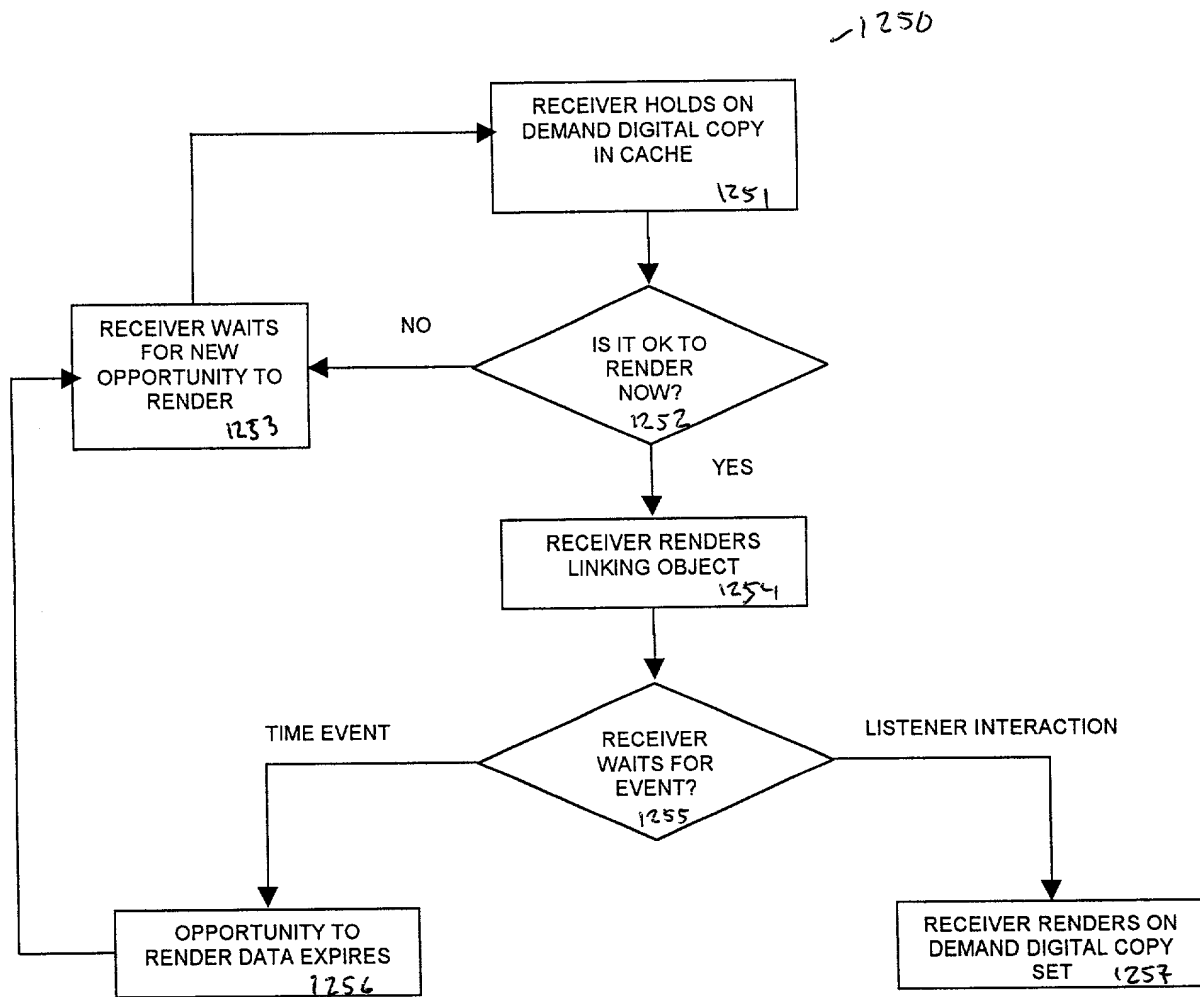 1250
RECEIVER HOLDS ON
DEMAND DIGITAL COPY
IN CACHE
1251
RECEIVER WAITS
FOR NEW
OPPORTUNITY TO
RENDER
1253
NO
IS IT OK TO
RENDER
NOW?
1252
YES
RECEIVER RENDERS
LINKING OBJECT
1254
TIME EVENT
RECEIVER
WAITS FOR
EVENT?
1255
LISTENER INTERACTION
OPPORTUNITY TO
RENDER DATA EXPIRES
1256
RECEIVER RENDERS ON
DEMAND DIGITAL COPY
SET 1257